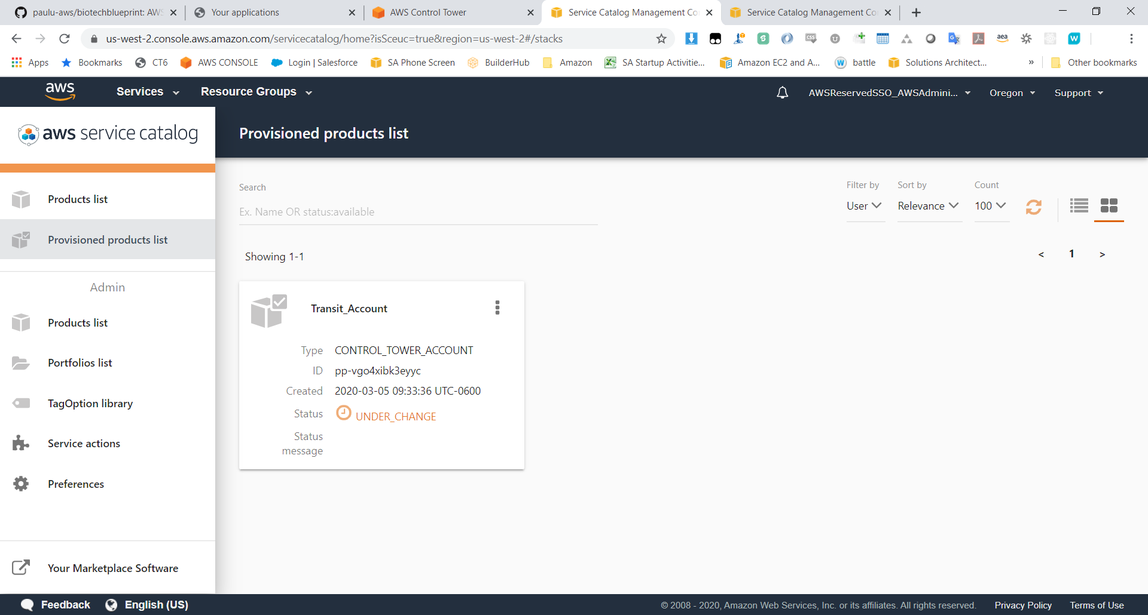 paulu-aws/biotechblueprint: AWS
Your applications
AWS Control Tower
Service Catalog Management Co
Service Catalog Management Co
us-west-2.console.aws.amazon.com/servicecatalog/home?isSceuc=true&region=us-west-2#/stacks
Apps
Bookmarks
CT6
AWS CONSOLE
Login | Salesforce
SA Phone Screen
BuilderHub
Amazon
SA Startup Activitie...
Amazon EC2 and A...
battle
Solutions Architect...
»
Other bookmarks
aws
Services
Resource Groups
AWSReservedSSO_AWSAdmini...
Oregon
Support
aws service catalog
Provisioned products list
Products list
Provisioned products list
Admin
Products list
Portfolios list
TagOption library
Service actions
Preferences
Your Marketplace Software
Search
Ex. Name OR status:available
Filter by
User
Sort by
Relevance
Count
100
Showing 1-1
< 1 >
Transit_Account
Type CONTROL_TOWER_ACCOUNT
ID pp-vgo4xibk3eyyc
Created 2020-03-05 09:33:36 UTC-0600
Status UNDER_CHANGE
Status
message
Feedback
English (US)
© 2008 - 2020, Amazon Web Services, Inc. or its affiliates. All rights reserved.
Privacy Policy
Terms of Use